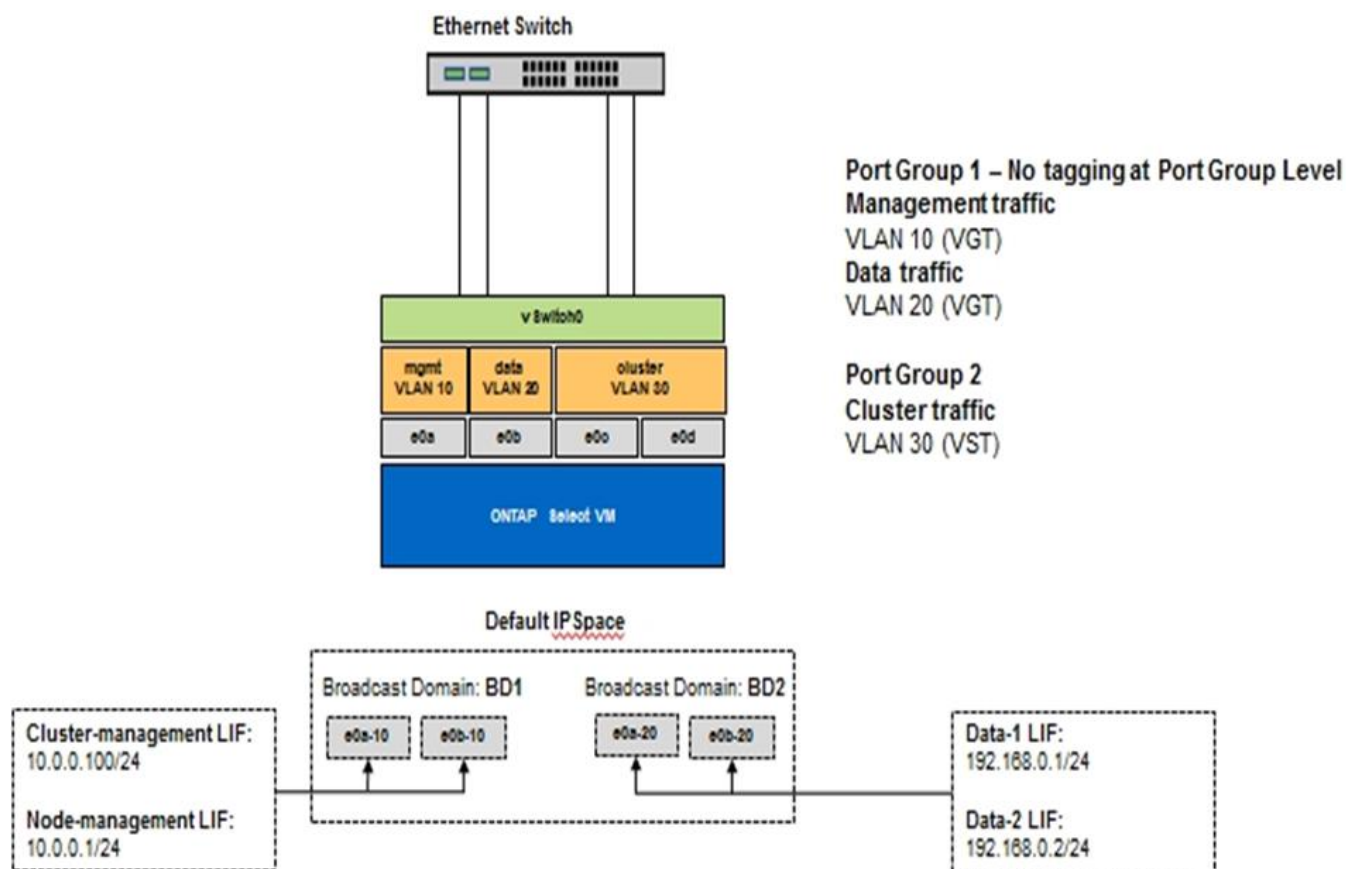 Ethernet Switch
Port Group 1 – No tagging at Port Group Level
Management traffic
VLAN 10 (VGT)
Data traffic
VLAN 20 (VGT)
Port Group 2
Cluster traffic
VLAN 30 (VST)
vSwitch0
mgmt
VLAN 10
data
VLAN 20
cluster
VLAN 30
e0a
e0b
e0c
e0d
ONTAP Select VM
Default IPSpace
Broadcast Domain: BD1
Broadcast Domain: BD2
e0a-10
e0b-10
e0a-20
e0b-20
Cluster-management LIF:
10.0.0.100/24
Node-management LIF:
10.0.0.1/24
Data-1 LIF:
192.168.0.1/24
Data-2 LIF:
192.168.0.2/24